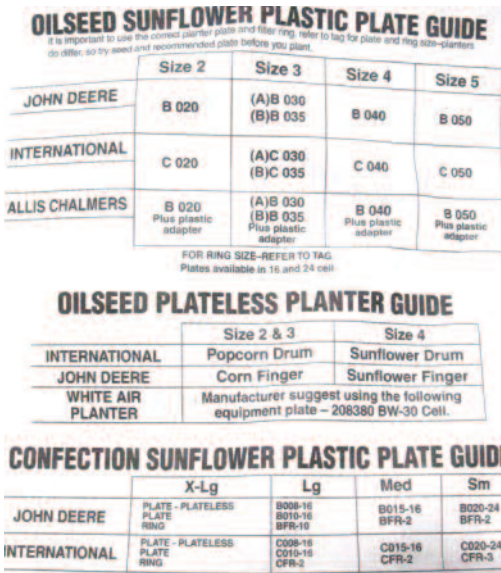 OILSEED SUNFLOWER PLASTIC PLATE GUIDE
It is important to use the correct planter plate and filler ring, refer to tag for plate and ring size–planters
do differ, so try seed and recommended plate before you plant.
Size 2 Size 3 Size 4 Size 5
JOHN DEERE B 020 (A)B 030 B 040 B 050
(B)B 035
INTERNATIONAL C 020 (A)C 030 C 040 C 050
(B)C 035
ALLIS CHALMERS B 020 (A)B 030 B 040 B 050
Plus plastic (B)B 035 Plus plastic Plus plastic
adapter Plus plastic adapter adapter
adapter
FOR RING SIZE–REFER TO TAG
Plates available in 16 and 24 cell
OILSEED PLATELESS PLANTER GUIDE
Size 2 & 3 Size 4
INTERNATIONAL Popcorn Drum Sunflower Drum
JOHN DEERE Corn Finger Sunflower Finger
WHITE AIR Manufacturer suggest using the following
PLANTER equipment plate – 208380 BW-30 Cell.
CONFECTION SUNFLOWER PLASTIC PLATE GUID
X-Lg Lg Med Sm
JOHN DEERE PLATE - PLATELESS B008-16 B015-16 B020-24
PLATE B010-16 BFR-2 BFR-2
RING BFR-10
INTERNATIONAL PLATE - PLATELESS C008-16 C015-16 C020-24
PLATE C010-16 CFR-2 CFR-3
RING CFR-2